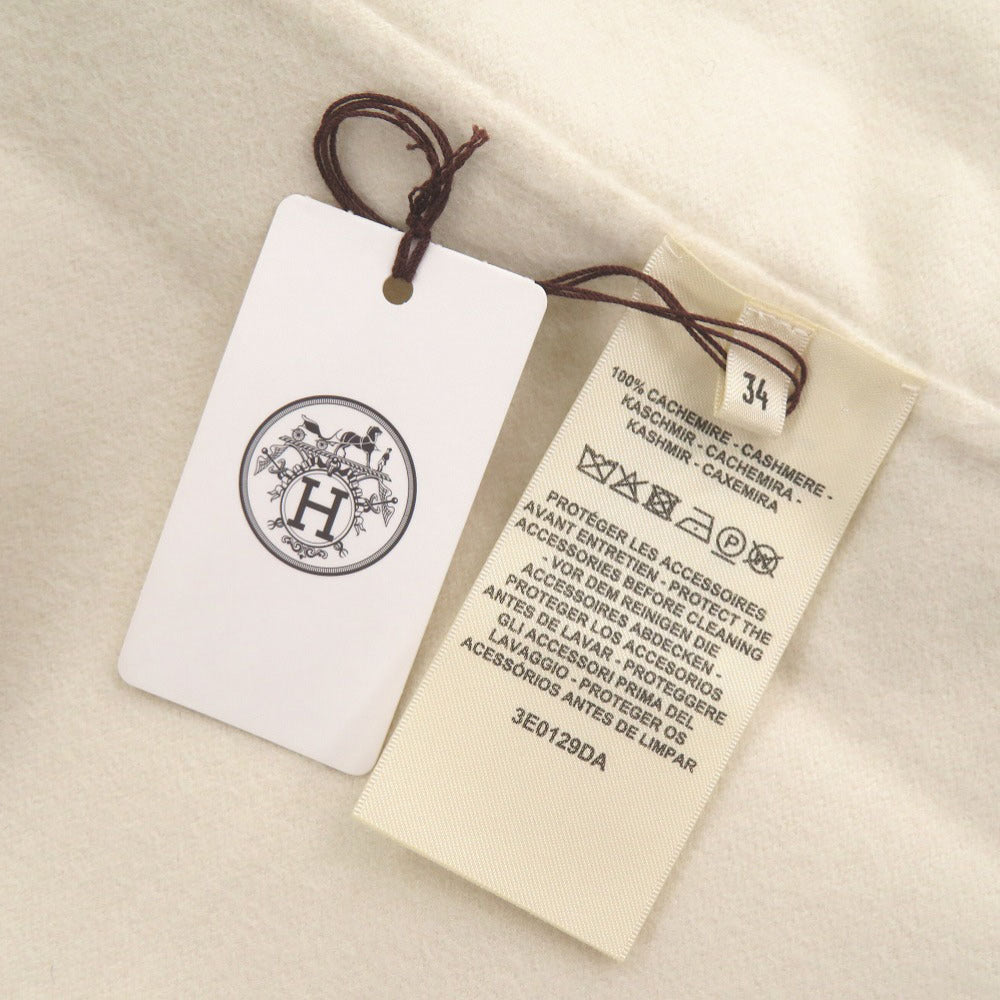 H
34
100% CACHEMIRE - CASHMERE -
KASCHMIR - CACHEMIRA -
KASHMIR - CAXEMIRA
P
PROTÉGER LES ACCESSOIRES
AVANT ENTRETIEN - PROTECT THE
ACCESSORIES BEFORE CLEANING
- VOR DEM REINIGEN DIE
ACCESSOIRES ABDECKEN -
PROTEGER LOS ACCESORIOS
ANTES DE LAVAR - PROTEGGERE
GLI ACCESSORI PRIMA DEL
LAVAGGIO - PROTEGER OS
ACESSÓRIOS ANTES DE LIMPAR
3E0129DA